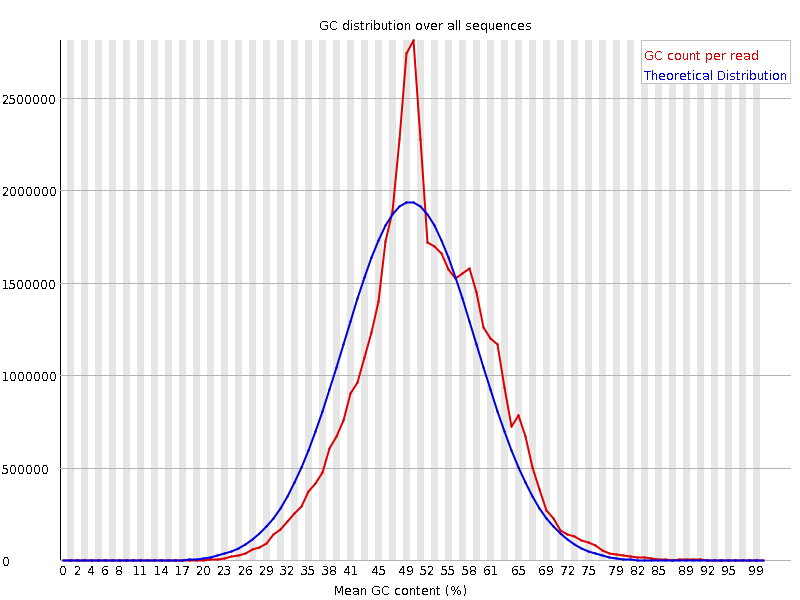 GC distribution over all sequences
GC count per read
Theoretical Distribution
2500000
2000000
1500000
1000000
500000
0
0 2 4 6 8 11 14 17 20 23 26 29 32 35 38 41 45 49 52 55 58 61 65 69 72 75 79 82 85 89 92 95 99
Mean GC content (%)